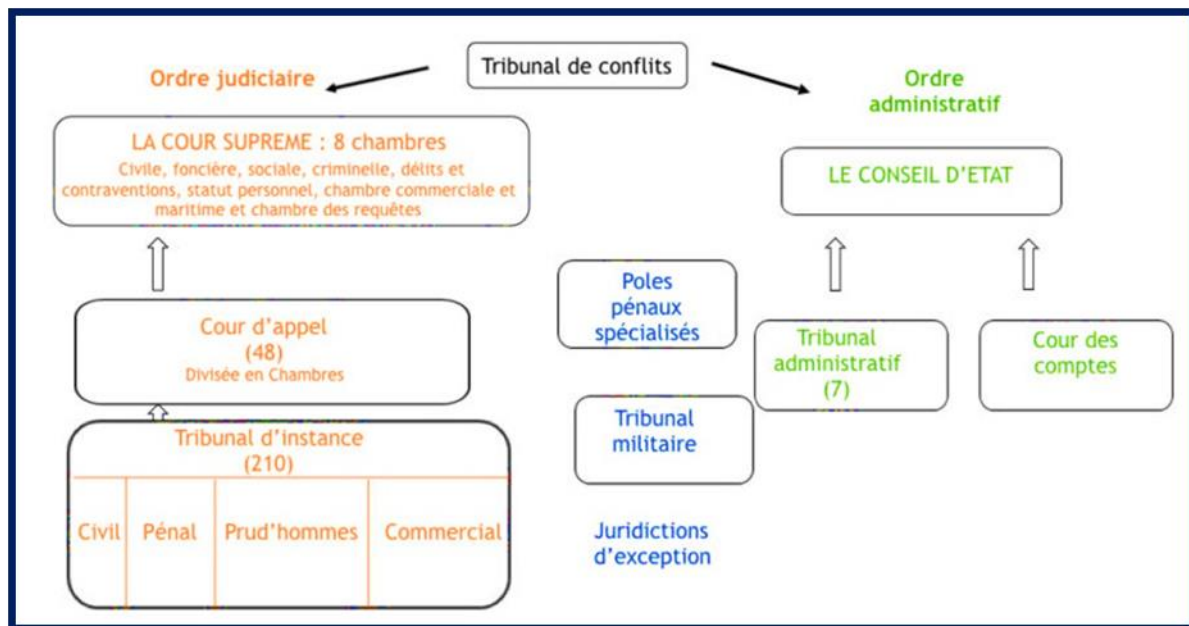 Tribunal de conflits
Ordre judiciaire
LA COUR SUPREME : 8 chambres
Civile, foncière, sociale, criminelle, délits et
contraventions, statut personnel, chambre commerciale et
maritime et chambre des requêtes
Cour d'appel
(48)
Divisée en Chambres
Tribunal d'instance
(210)
Civil
Pénal
Prud'hommes
Commercial
Poles
pénaux
spécialisés
Tribunal
militaire
Juridictions
d'exception
Ordre
administratif
LE CONSEIL D'ETAT
Tribunal
administratif
(7)
Cour des
comptes